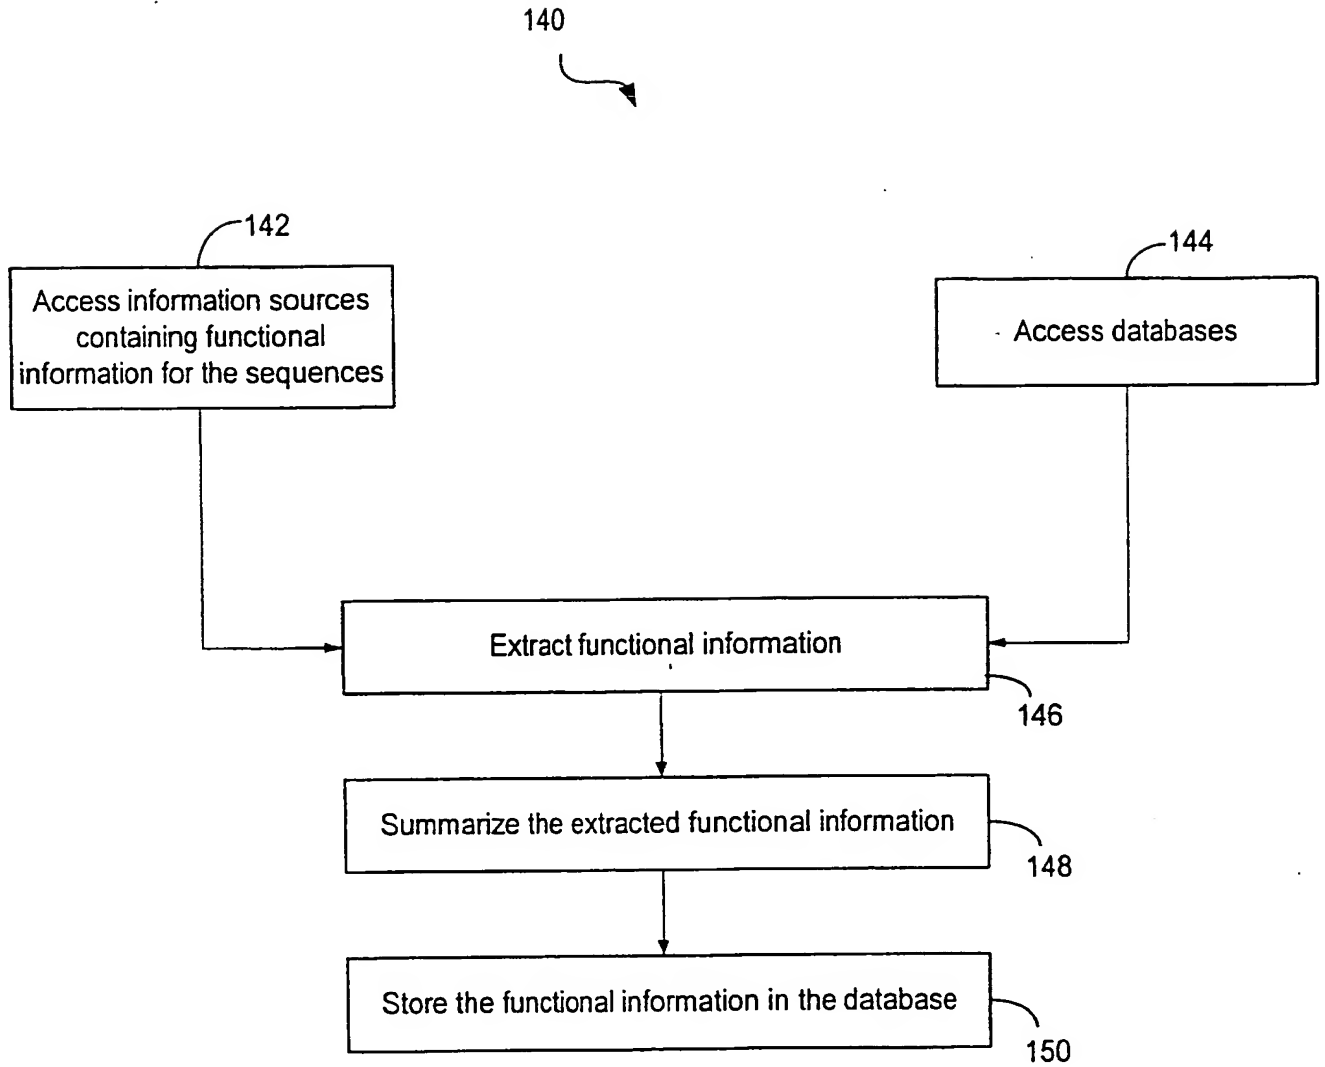 140
142
Access information sources
containing functional
information for the sequences
144
Access databases
Extract functional information
146
Summarize the extracted functional information
148
Store the functional information in the database
150